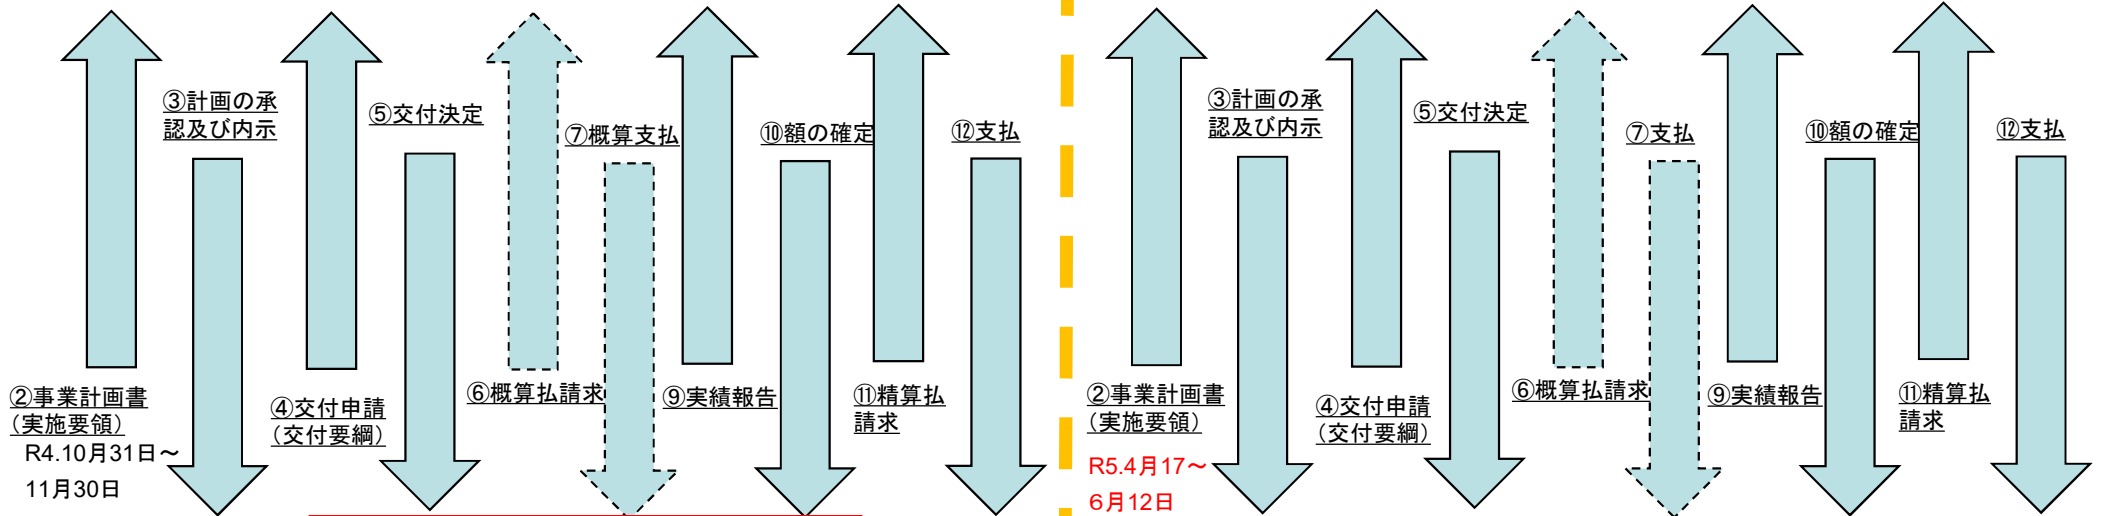 ③計画の承
認及び内示
⑤交付決定
⑦概算支払
⑩額の確定
⑫支払
②事業計画書
（実施要領）
R4.10月31日～
11月30日
④交付申請
（交付要綱）
⑥概算払請求
⑨実績報告
⑪精算払
請求
③計画の承
認及び内示
⑤交付決定
⑦支払
⑩額の確定
⑫支払
②事業計画書
（実施要領）
R5.4月17～
６月12日
④交付申請
（交付要綱）
⑥概算払請求
⑨実績報告
⑪精算払
請求